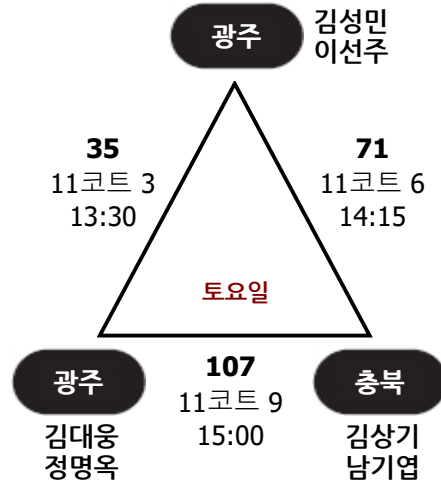 광주
김성민
이선주
35
11코트 3
13:30
71
11코트 6
14:15
토요일
광주
김대웅
정명옥
107
11코트 9
15:00
충북
김상기
남기엽